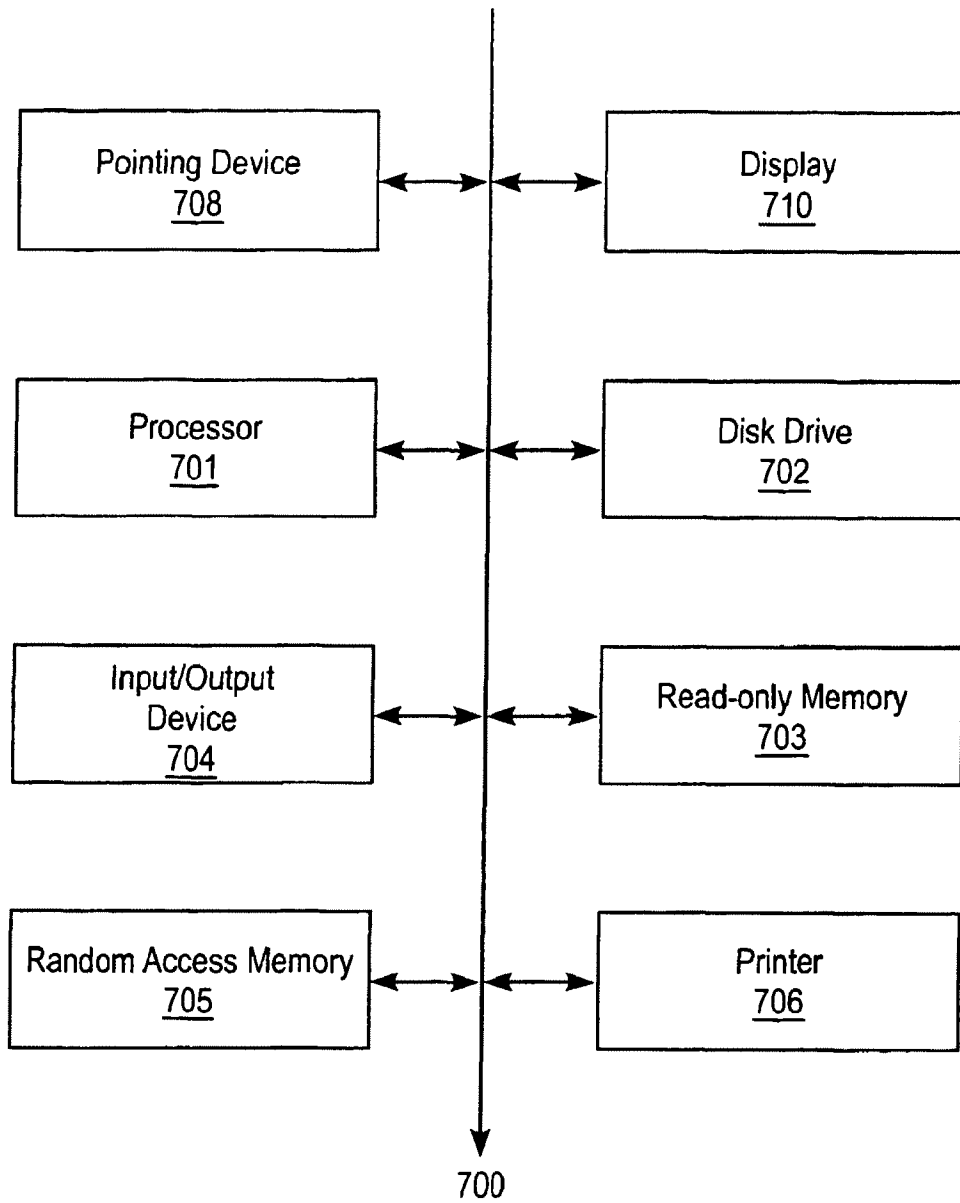 Pointing Device
708
Display
710
Processor
701
Disk Drive
702
Input/Output
Device
704
Read-only Memory
703
Random Access Memory
705
Printer
706
700